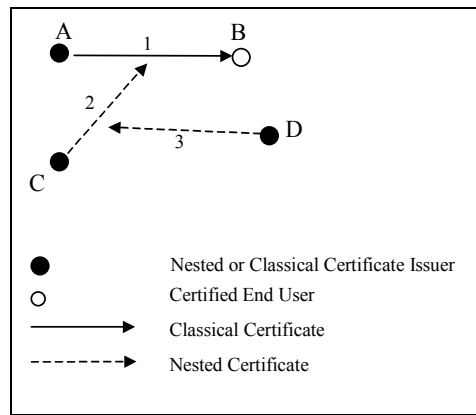 A
1
B
2
3
D
C
Nested or Classical Certificate Issuer
Certified End User
Classical Certificate
Nested Certificate